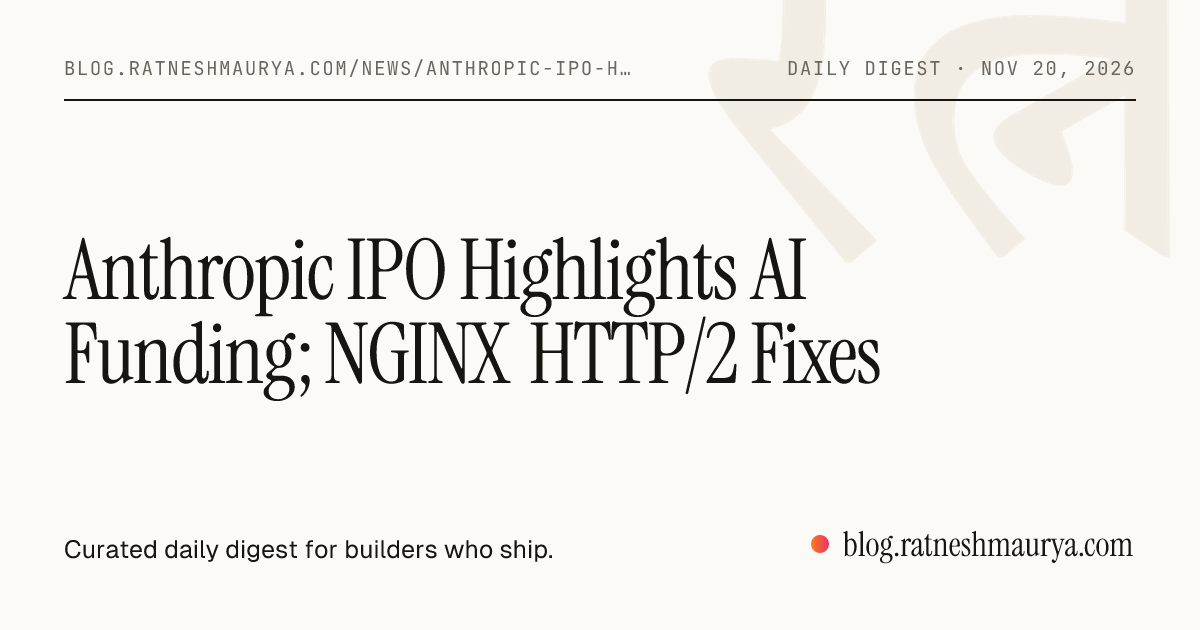 BLOG.RATNESHMAURYA.COM/NEWS/ANTHROPIC-IPO-H…
DAILY DIGEST · NOV 20, 2026
रत्न
Anthropic IPO Highlights AI
Funding; NGINX HTTP/2 Fixes
Curated daily digest for builders who ship.
blog.ratneshmaurya.com